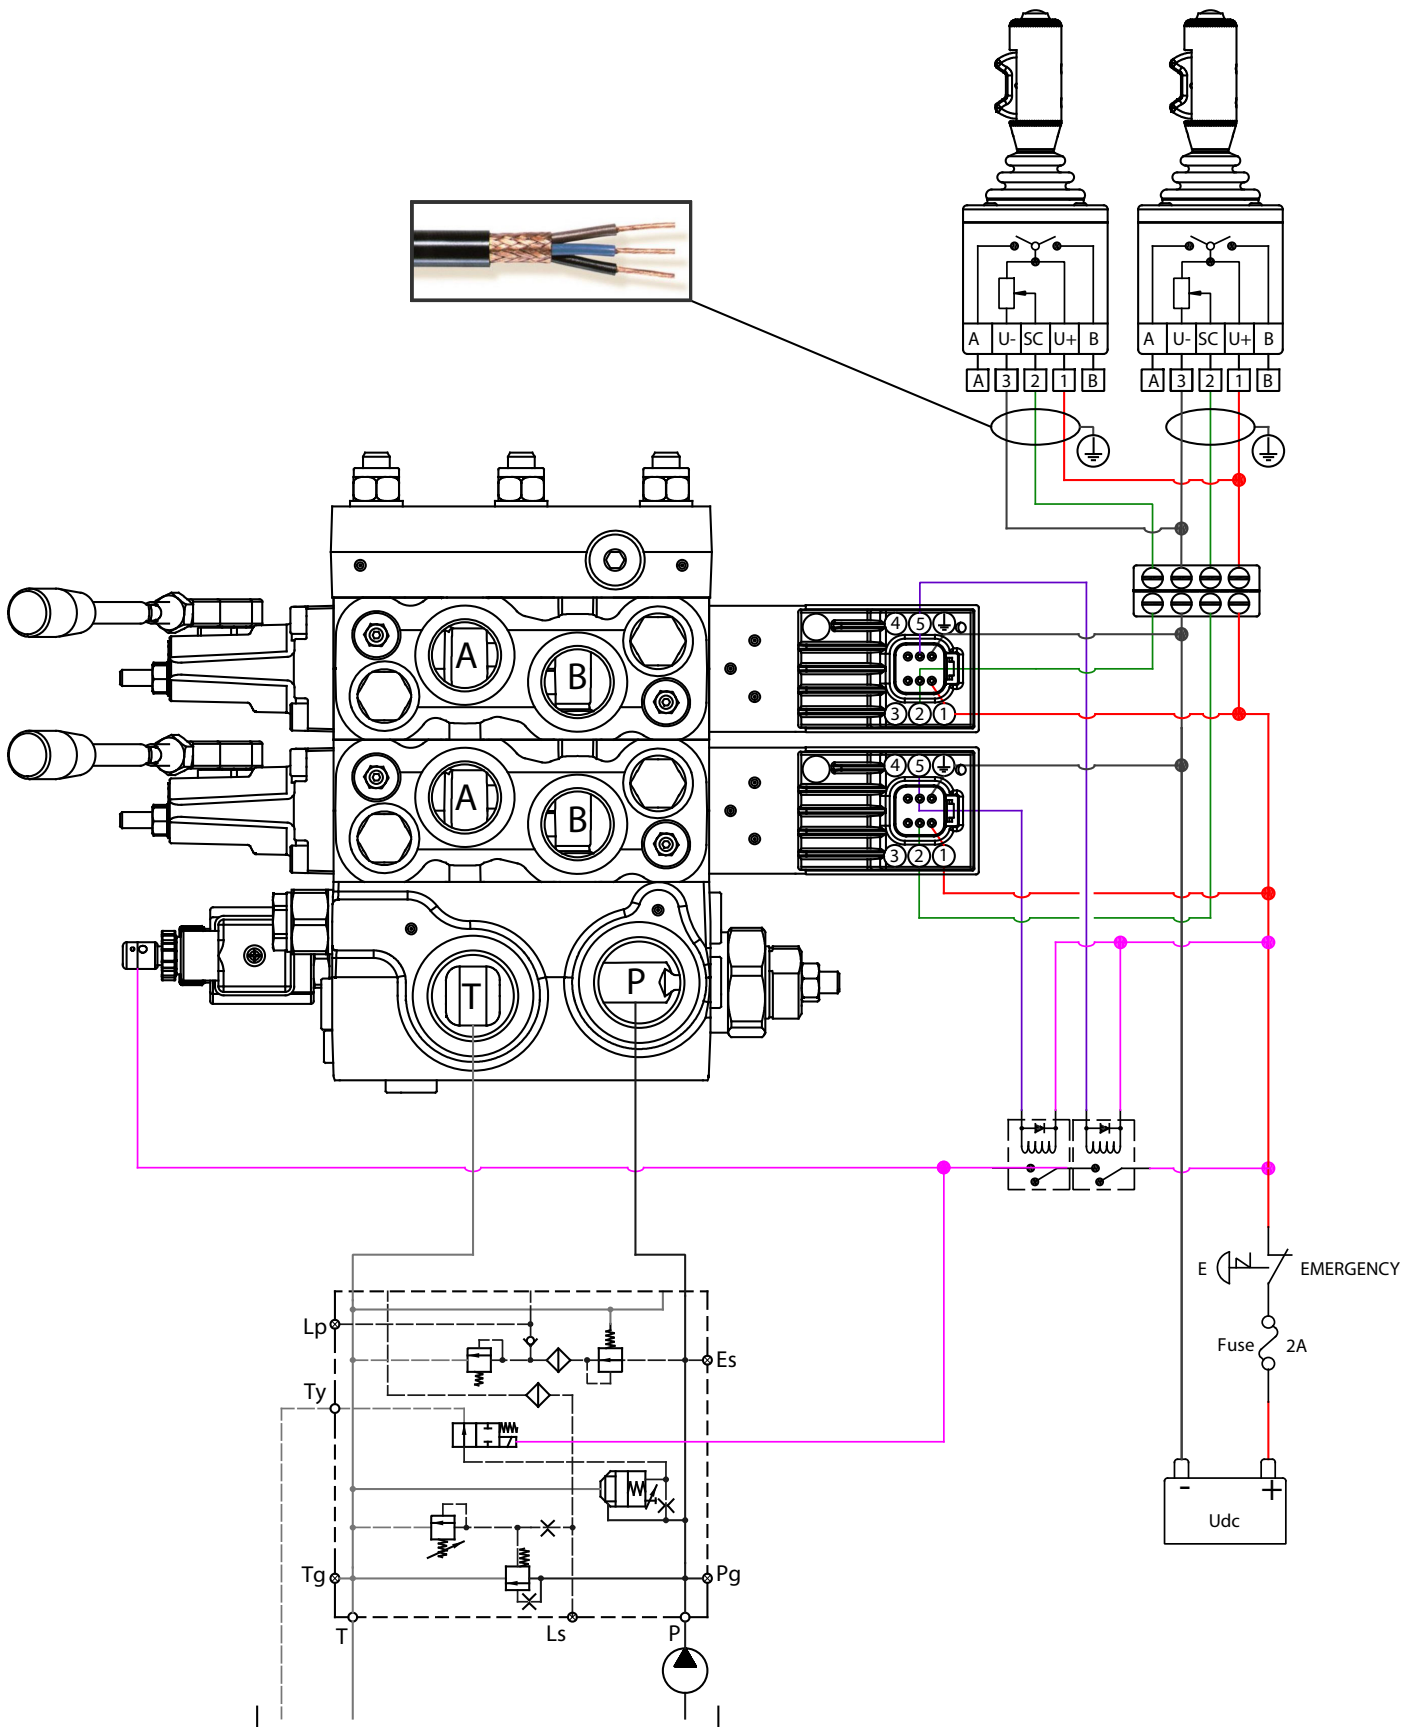 A U- SC U+ B
A U- SC U+ B
A 3 2 1 B
A 3 2 1 B
4 5
A
B
3 2 1
4 5
A
B
3 2 1
T
P
E
EMERGENCY
Fuse 2A
Lp
Es
Ty
- +
Udc
Tg
Pg
T
Ls
P